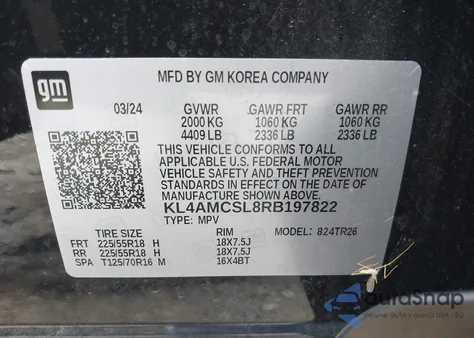 gm
MFD BY GM KOREA COMPANY
03/24 GVWR GAWR FRT GAWR RR
2000 KG 1060 KG 1060 KG
4409 LB 2336 LB 2336 LB
THIS VEHICLE CONFORMS TO ALL
APPLICABLE U.S. FEDERAL MOTOR
VEHICLE SAFETY AND THEFT
PREVENTION STANDARDS
IN EFFECT ON THE DATE OF
MANUFACTURE SHOWN ABOVE.
KL4AMCSL8RB197822
TYPE: MPV MODEL: 824TR26
TIRE SIZE RIM
FRT 225/55R18 H 18X7.5J
RR 225/55R18 H 18X7.5J
SPA T125/70R16 M 16X4BT
autoSnap